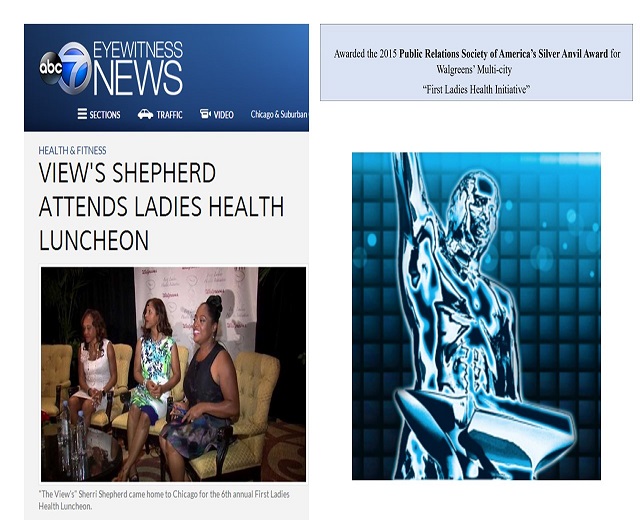 abc 7 EYEWITNESS
NEWS
SECTIONS TRAFFIC VIDEO Chicago & Suburban
HEALTH & FITNESS
VIEW'S SHEPHERD
ATTENDS LADIES HEALTH
LUNCHEON
"The View's" Sherri Shepherd came home to Chicago for the 6th annual First Ladies
Health Luncheon.
Awarded the 2015 Public Relations Society of America's Silver Anvil Award for
Walgreens' Multi-city
“First Ladies Health Initiative”